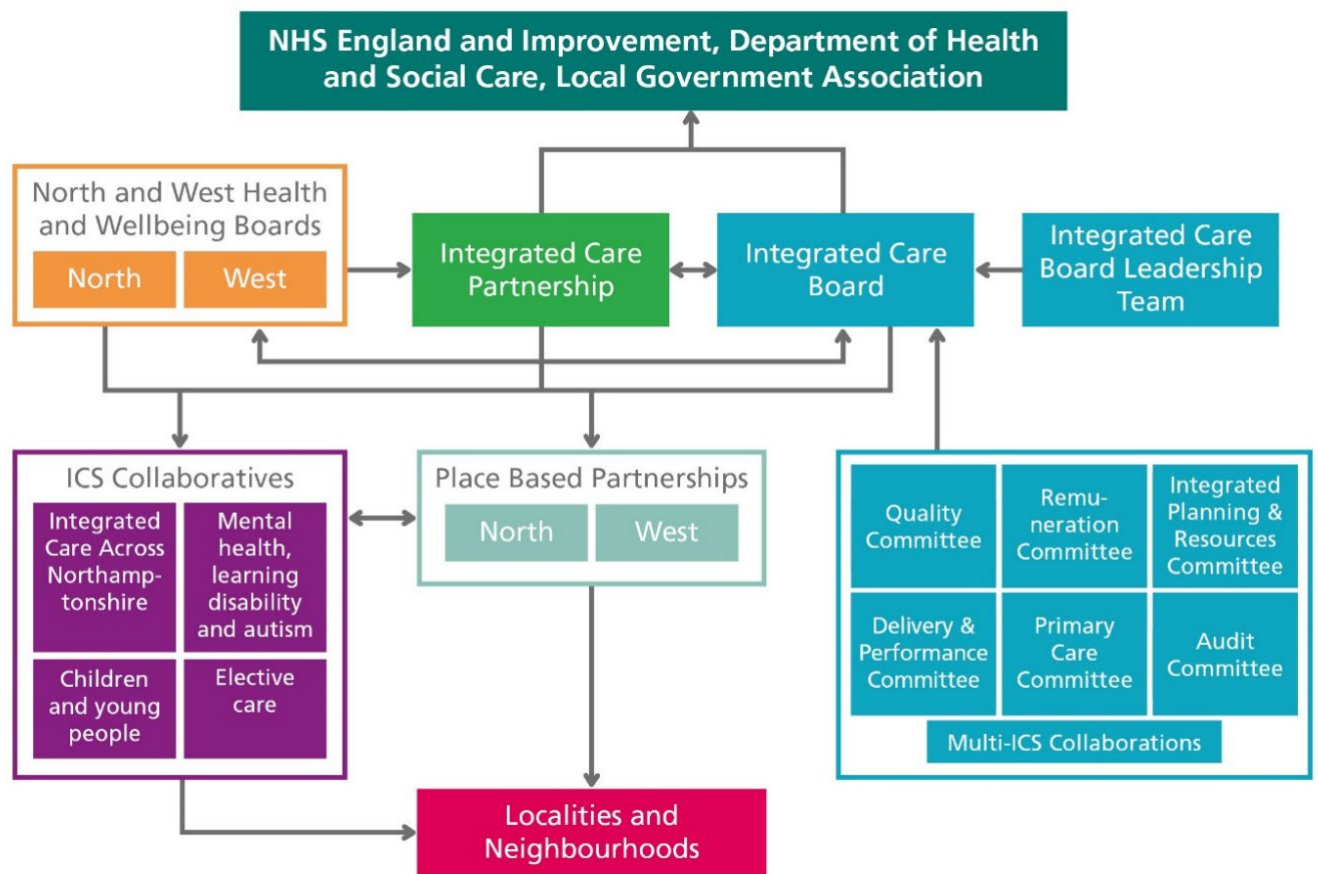 NHS England and Improvement, Department of Health
and Social Care, Local Government Association
North and West Health
and Wellbeing Boards
North
West
Integrated Care
Partnership
Integrated Care
Board
Integrated Care
Board Leadership
Team
ICS Collaboratives
Integrated
Care Across
Northamp-
tonshire
Mental
health,
learning
disability
and autism
Children
and young
people
Elective
care
Place Based Partnerships
North
West
Quality
Committee
Remu-
neration
Committee
Integrated
Planning &
Resources
Committee
Delivery &
Performance
Committee
Primary
Care
Committee
Audit
Committee
Multi-ICS Collaborations
Localities and
Neighbourhoods